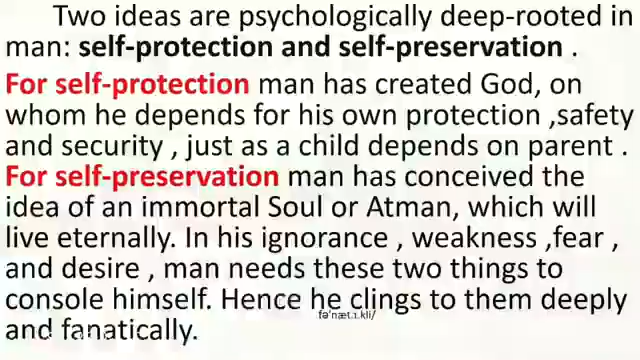 Two ideas are psychologically deep-rooted in
man: self-protection and self-preservation .
For self-protection man has created God, on
whom he depends for his own protection ,safety
and security , just as a child depends on parent .
For self-preservation man has conceived the
idea of an immortal Soul or Atman, which will
live eternally. In his ignorance , weakness ,fear ,
and desire , man needs these two things to
console himself. Hence he clings to them deeply
fəˈnæt.ɪ.kli/
and fanatically.